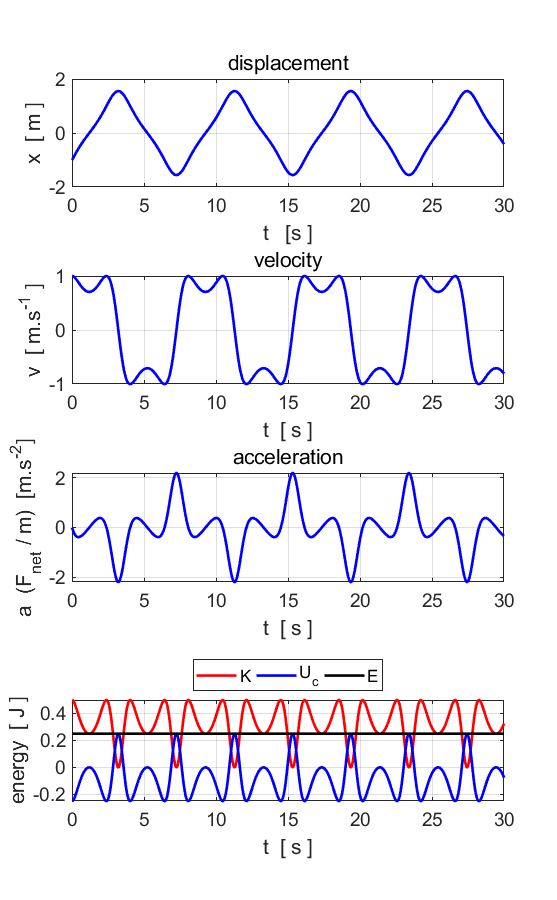 displacement
x [ m ]
2
0
-2
0 5 10 15 20 25 30
t [s ]
velocity
v [ m.s-1 ]
1
0
-1
0 5 10 15 20 25 30
t [ s ]
acceleration
a (Fnet / m) [m.s-2]
2
0
-2
0 5 10 15 20 25 30
t [ s ]
K Uc E
energy [ J ]
0.4
0.2
0
-0.2
0 5 10 15 20 25 30
t [ s ]